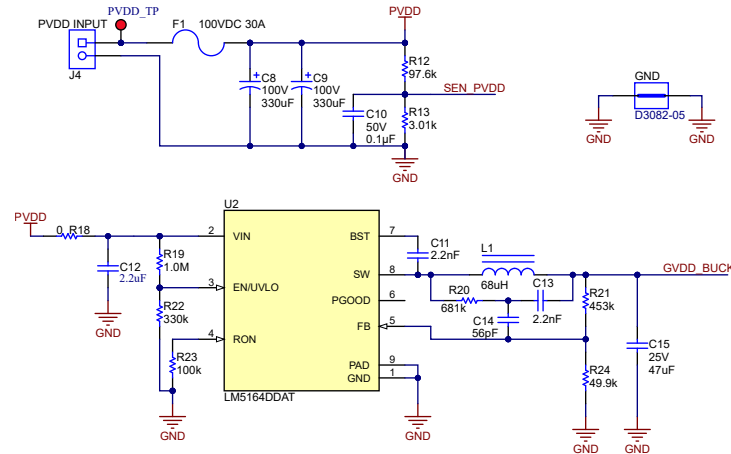 PVDD_TP
PVDD INPUT
J4
F1 100VDC 30A
PVDD
R12
97.6k
SEN_PVDD
C8
100V
330uF
C9
100V
330uF
C10
50V
0.1µF
R13
3.01k
GND
GND
D3082-05
GND
GND
PVDD
0 R18
C12
2.2uF
GND
R19
1.0M
R22
330k
R23
100k
GND
U2
2 VIN
3 EN/UVLO
4 RON
BST 7
SW 8
PGOOD 6
FB 5
PAD 9
GND 1
LM5164DDAT
GND
C11
2.2nF
L1
68uH
R20
681k
C13
2.2nF
C14
56pF
R21
453k
R24
49.9k
GND
GVDD_BUCK
C15
25V
47uF
GND